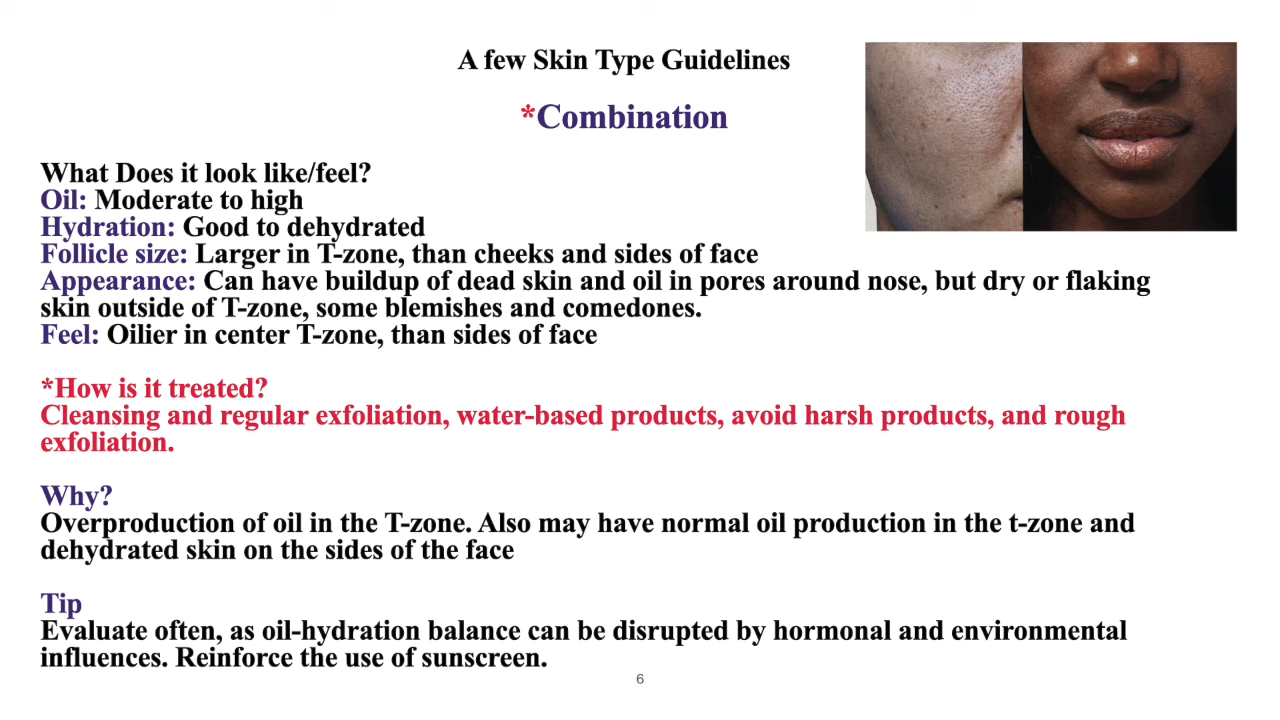 A few Skin Type Guidelines
*Combination
What Does it look like/feel?
Oil: Moderate to high
Hydration: Good to dehydrated
Follicle size: Larger in T-zone, than cheeks and sides of face
Appearance: Can have buildup of dead skin and oil in pores around nose, but dry or flaking
skin outside of T-zone, some blemishes and comedones.
Feel: Oilier in center T-zone, than sides of face
*How is it treated?
Cleansing and regular exfoliation, water-based products, avoid harsh products, and rough
exfoliation.
Why?
Overproduction of oil in the T-zone. Also may have normal oil production in the t-zone and
dehydrated skin on the sides of the face
Tip
Evaluate often, as oil-hydration balance can be disrupted by hormonal and environmental
influences. Reinforce the use of sunscreen.
6